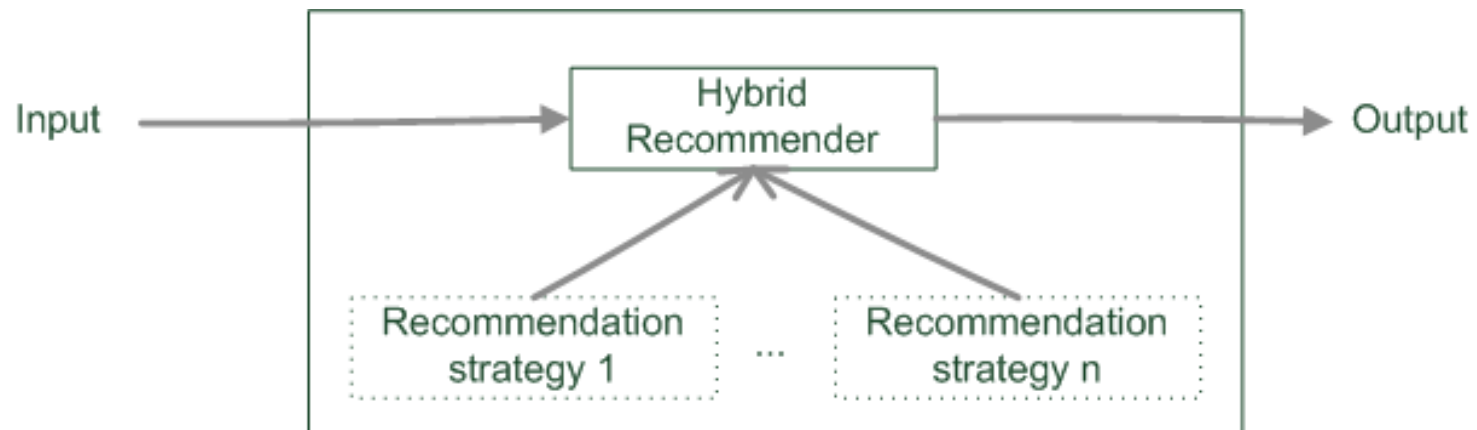 Hybrid
Input
Recommender
Output
Recommendation
strategy 1
...
Recommendation
strategy n